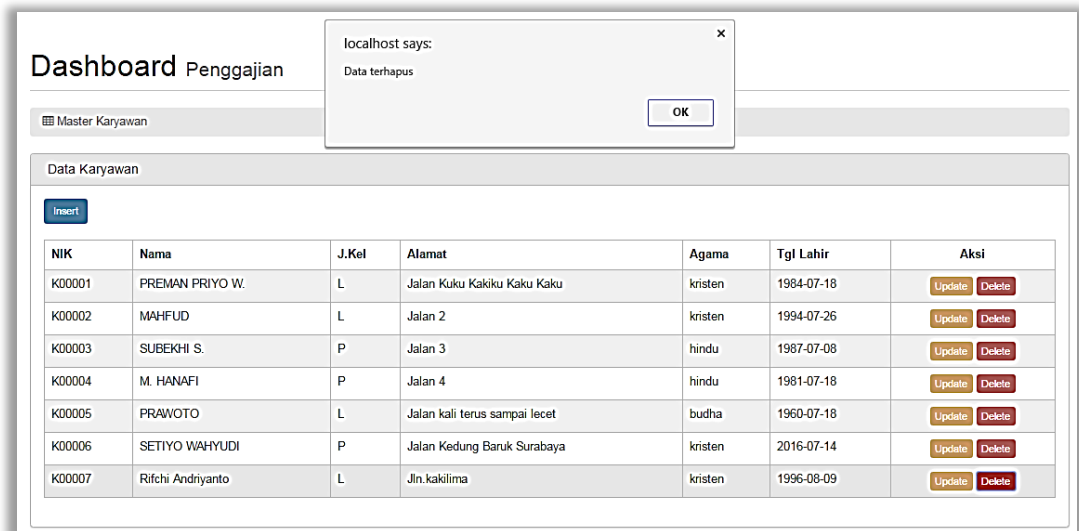 localhost says:
Data terhapus
OK
Dashboard Penggajian
Master Karyawan
Data Karyawan
Insert
NIK Nama J.Kel Alamat Agama Tgl Lahir Aksi
K00001 PREMAN PRIYO W. L Jalan Kuku Kakiku Kaku Kaku kristen 1984-07-18 Update Delete
K00002 MAHFUD L Jalan 2 kristen 1994-07-26 Update Delete
K00003 SUBEKHI S. P Jalan 3 hindu 1987-07-08 Update Delete
K00004 M. HANAFI P Jalan 4 hindu 1981-07-18 Update Delete
K00005 PRAWOTO L Jalan kali terus sampai lecet budha 1960-07-18 Update Delete
K00006 SETIYO WAHYUDI P Jalan Kedung Baruk Surabaya kristen 2016-07-14 Update Delete
K00007 Rifchi Andriyanto L Jln.kakilima kristen 1996-08-09 Update Delete